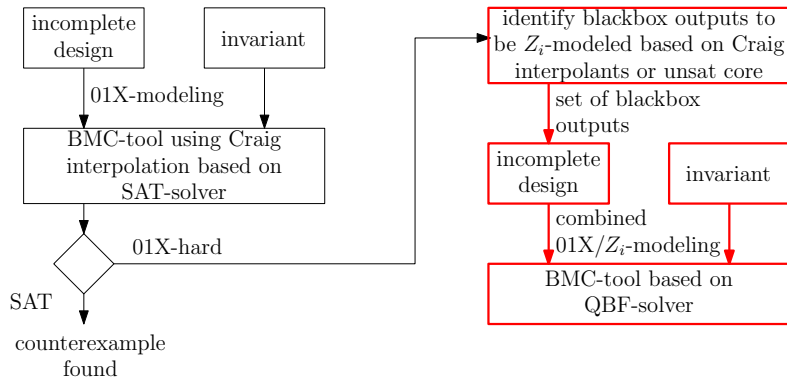 incomplete
design
invariant
01X-modeling
BMC-tool using Craig
interpolation based on
SAT-solver
01X-hard
SAT
counterexample
found
identify blackbox outputs to
be Z_i-modeled based on Craig
interpolants or unsat core
set of blackbox
outputs
incomplete
design
invariant
combined
01X/Z_i-modeling
BMC-tool based on
QBF-solver